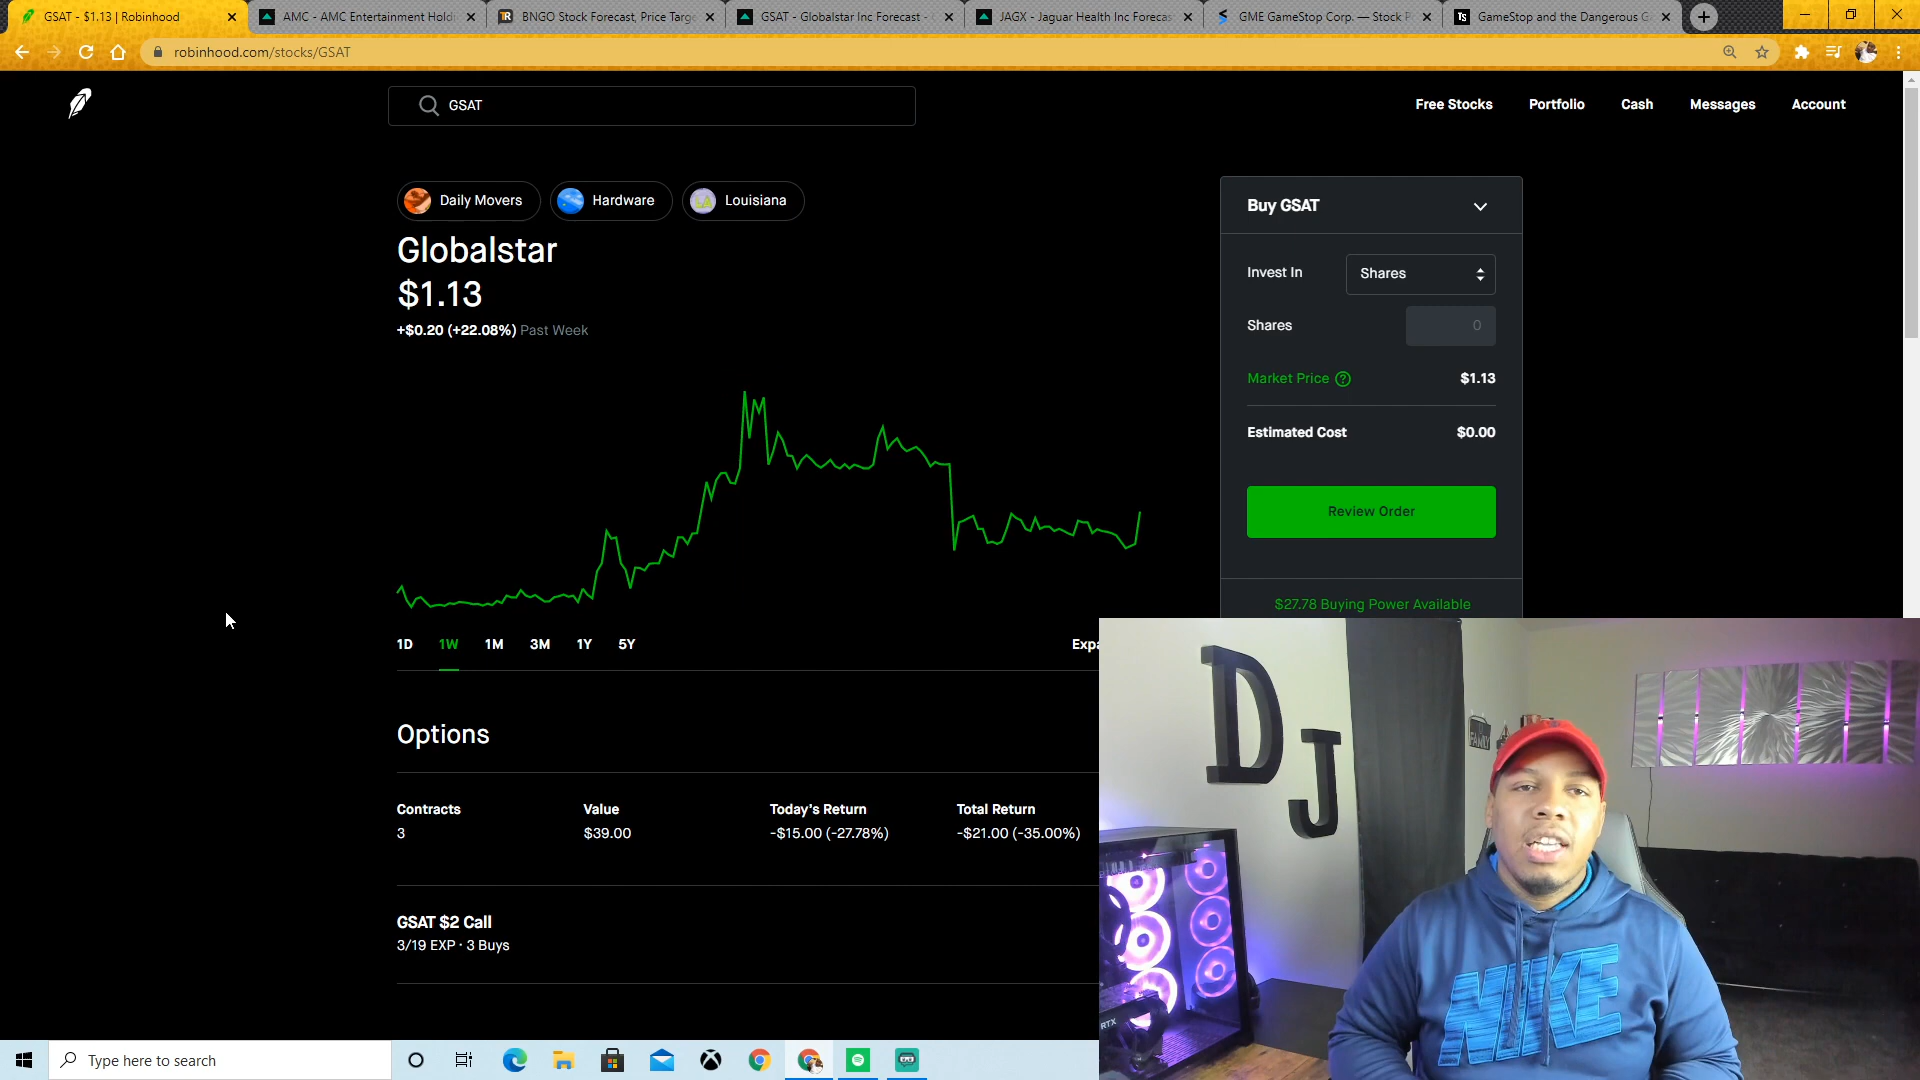 GSAT - $1.13 | Robinhood
AMC - AMC Entertainment Hold
BNGO Stock Forecast, Price Targe
GSAT - Globalstar Inc Forecast -
JAGX - Jaguar Health Inc Forecas
GME GameStop Corp. — Stock P
GameStop and the Dangerous G
robinhood.com/stocks/GSAT
GSAT
Free Stocks
Portfolio
Cash
Messages
Account
Daily Movers
Hardware
Louisiana
Globalstar
$1.13
+$0.20 (+22.08%) Past Week
Buy GSAT
Invest In
Shares
Shares
0
Market Price ?
$1.13
Estimated Cost
$0.00
Review Order
$27.78 Buying Power Available
1D
1W
1M
3M
1Y
5Y
Expa
Options
Contracts
3
Value
$39.00
Today's Return
-$15.00 (-27.78%)
Total Return
-$21.00 (-35.00%)
GSAT $2 Call
3/19 EXP · 3 Buys
D
J
FAMILY
RTX
NIKE
Type here to search